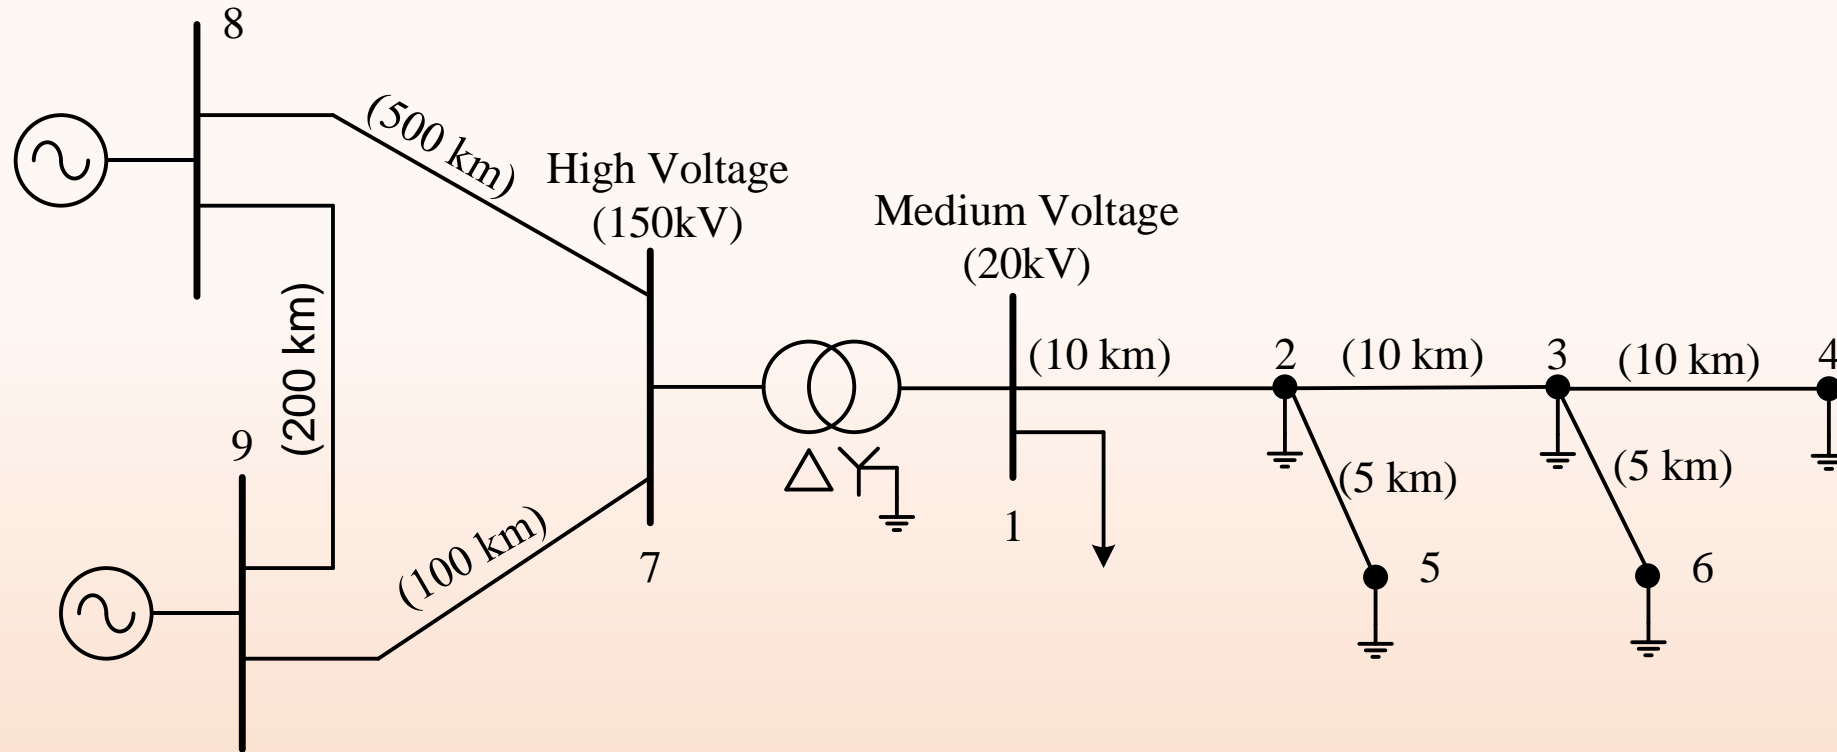 8
(500 km)
High Voltage
(150kV)
Medium Voltage
(20kV)
(200 km)
(10 km)
2
(10 km)
3
(10 km)
4
9
(5 km)
(5 km)
(100 km)
7
1
5
6